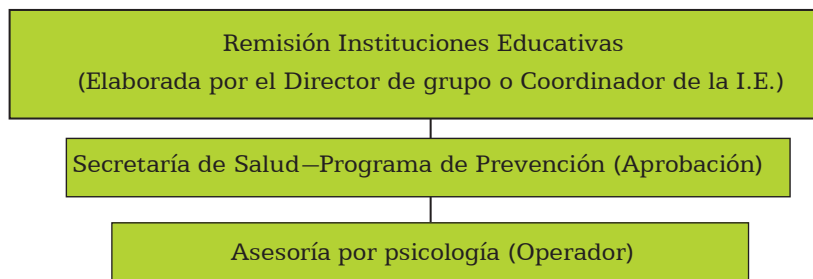 Remisión Instituciones Educativas
(Elaborada por el Director de grupo o Coordinador de la I.E.)
Secretaría de Salud—Programa de Prevención (Aprobación)
Asesoría por psicología (Operador)